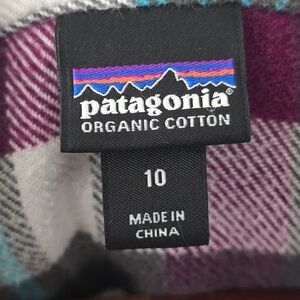 patagonia®
ORGANIC COTTON
10
MADE IN
CHINA